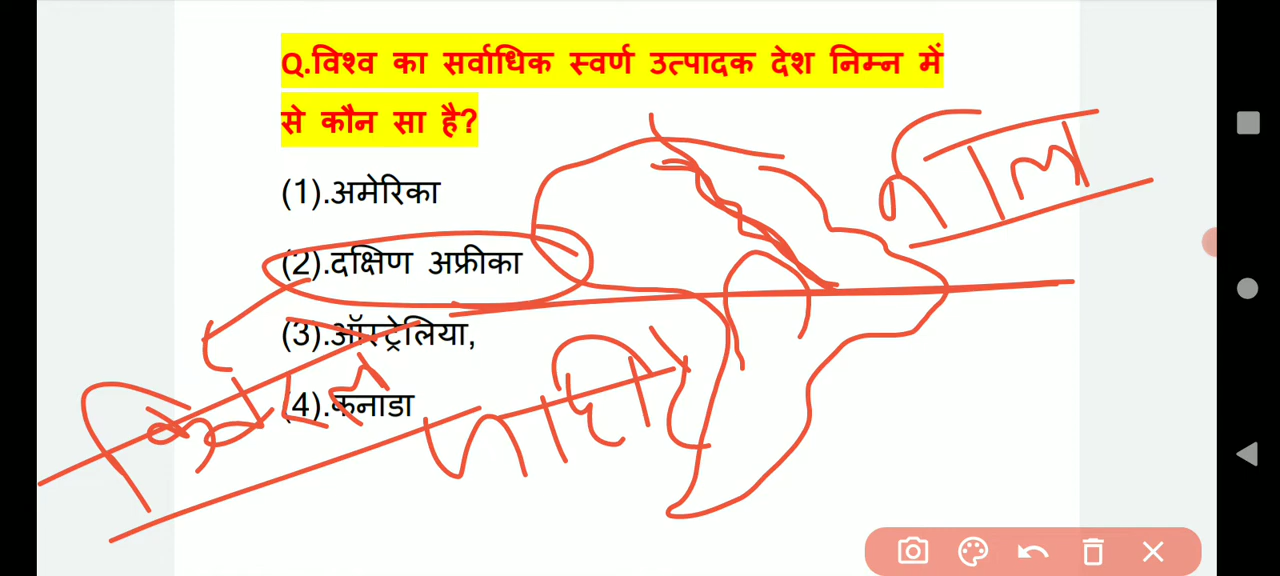 Q.विश्व का सर्वाधिक स्वर्ण उत्पादक देश निम्न में
से कौन सा है?
(1).अमेरिका
(2).दक्षिण अफ्रीका
(3).ऑस्ट्रेलिया,
(4).कनाडा